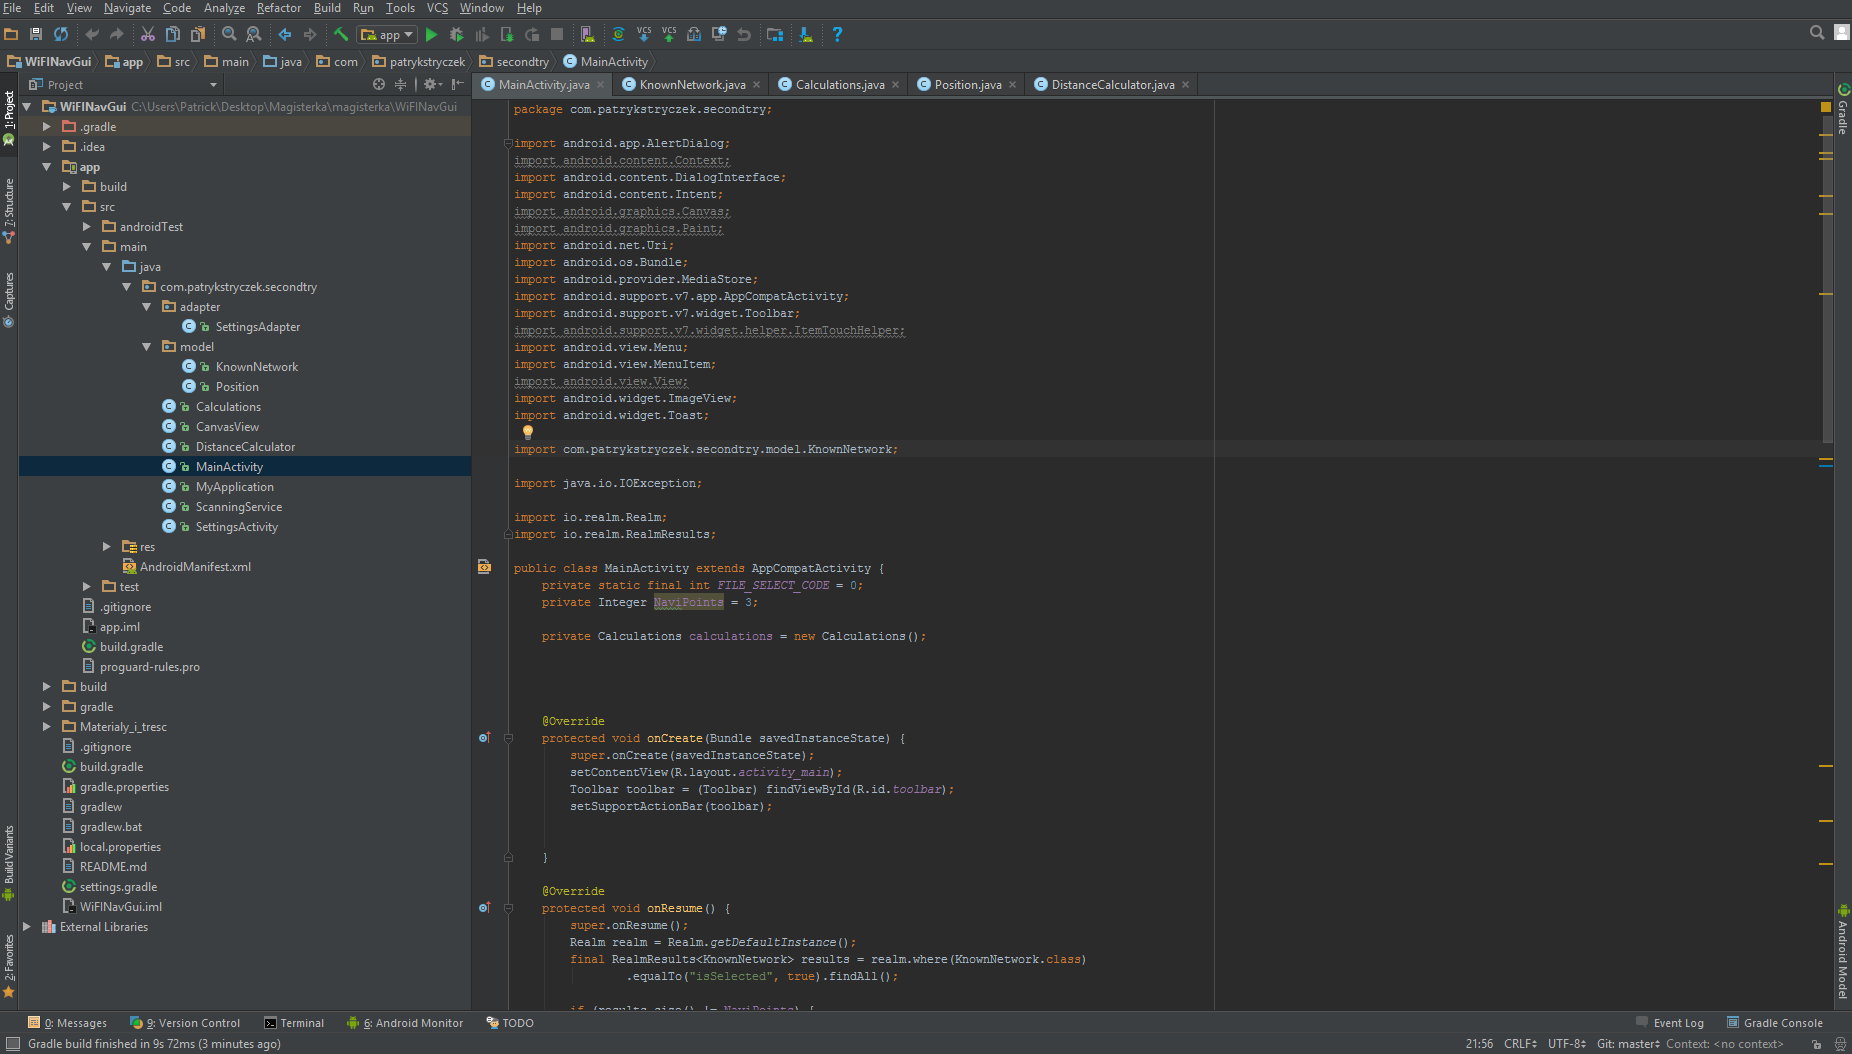 File Edit View Navigate Code Analyze Refactor Build Run Tools VCS Window Help
app
VCS VCS
WiFINavGui app src main java com patrykstryczek secondtry MainActivity
Project
MainActivity.java KnownNetwork.java Calculations.java Position.java DistanceCalculator.java
1: Project
7: Structure
Captures
Build Variants
2: Favorites
WiFINavGui C:\Users\Patrick\Desktop\Magisterka\magisterka\WiFINavGui
.gradle
.idea
app
build
src
androidTest
main
java
com.patrykstryczek.secondtry
adapter
SettingsAdapter
model
KnownNetwork
Position
Calculations
CanvasView
DistanceCalculator
MainActivity
MyApplication
ScanningService
SettingsActivity
res
AndroidManifest.xml
test
.gitignore
app.iml
build.gradle
proguard-rules.pro
build
gradle
Materialy_i_tresc
.gitignore
build.gradle
gradle.properties
gradlew
gradlew.bat
local.properties
README.md
settings.gradle
WiFINavGui.iml
External Libraries
package com.patrykstryczek.secondtry;
import android.app.AlertDialog;
import android.content.Context;
import android.content.DialogInterface;
import android.content.Intent;
import android.graphics.Canvas;
import android.graphics.Paint;
import android.net.Uri;
import android.os.Bundle;
import android.provider.MediaStore;
import android.support.v7.app.AppCompatActivity;
import android.support.v7.widget.Toolbar;
import android.support.v7.widget.helper.ItemTouchHelper;
import android.view.Menu;
import android.view.MenuItem;
import android.view.View;
import android.widget.ImageView;
import android.widget.Toast;
import com.patrykstryczek.secondtry.model.KnownNetwork;
import java.io.IOException;
import io.realm.Realm;
import io.realm.RealmResults;
public class MainActivity extends AppCompatActivity {
private static final int FILE_SELECT_CODE = 0;
private Integer NaviPoints = 3;
private Calculations calculations = new Calculations();
@Override
protected void onCreate(Bundle savedInstanceState) {
super.onCreate(savedInstanceState);
setContentView(R.layout.activity_main);
Toolbar toolbar = (Toolbar) findViewById(R.id.toolbar);
setSupportActionBar(toolbar);
}
@Override
protected void onResume() {
super.onResume();
Realm realm = Realm.getDefaultInstance();
final RealmResults<KnownNetwork> results = realm.where(KnownNetwork.class)
.equalTo("isSelected", true).findAll();
if (results.size() != NaviPoints) {
Gradle
Android Model
0: Messages 9: Version Control Terminal 6: Android Monitor TODO Event Log Gradle Console
Gradle build finished in 9s 72ms (3 minutes ago) 21:56 CRLF UTF-8 Git: master Context: <no context>